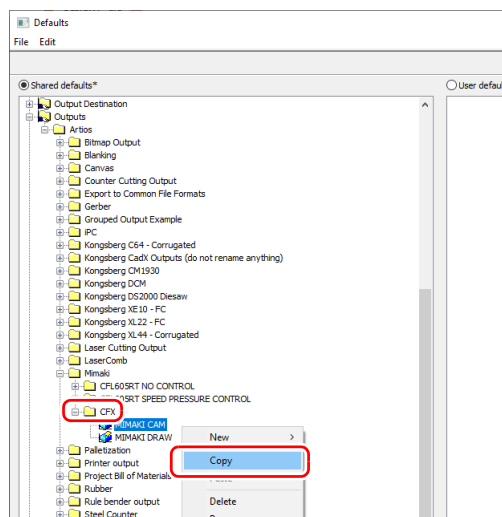 Defaults
File Edit
Shared defaults*
User defau
Output Destination
Outputs
Artios
Bitmap Output
Blanking
Canvas
Counter Cutting Output
Export to Common File Formats
Gerber
Grouped Output Example
IPC
Kongsberg C64 - Corrugated
Kongsberg CadX Outputs (do not rename anything)
Kongsberg CM1930
Kongsberg DCM
Kongsberg DS2000 Diesaw
Kongsberg XE10 - FC
Kongsberg XL22 - FC
Kongsberg XL44 - Corrugated
Laser Cutting Output
LaserComb
Mimaki
CFL605RT NO CONTROL
605RT SPEED PRESSURE CONTROL
CFX
MIMAKI CAM
MIMAKI DRAW
New
Palletization
Copy
Printer output
Project Bill of Materials
Rubber
Rule bender output
Delete
Steel Counter